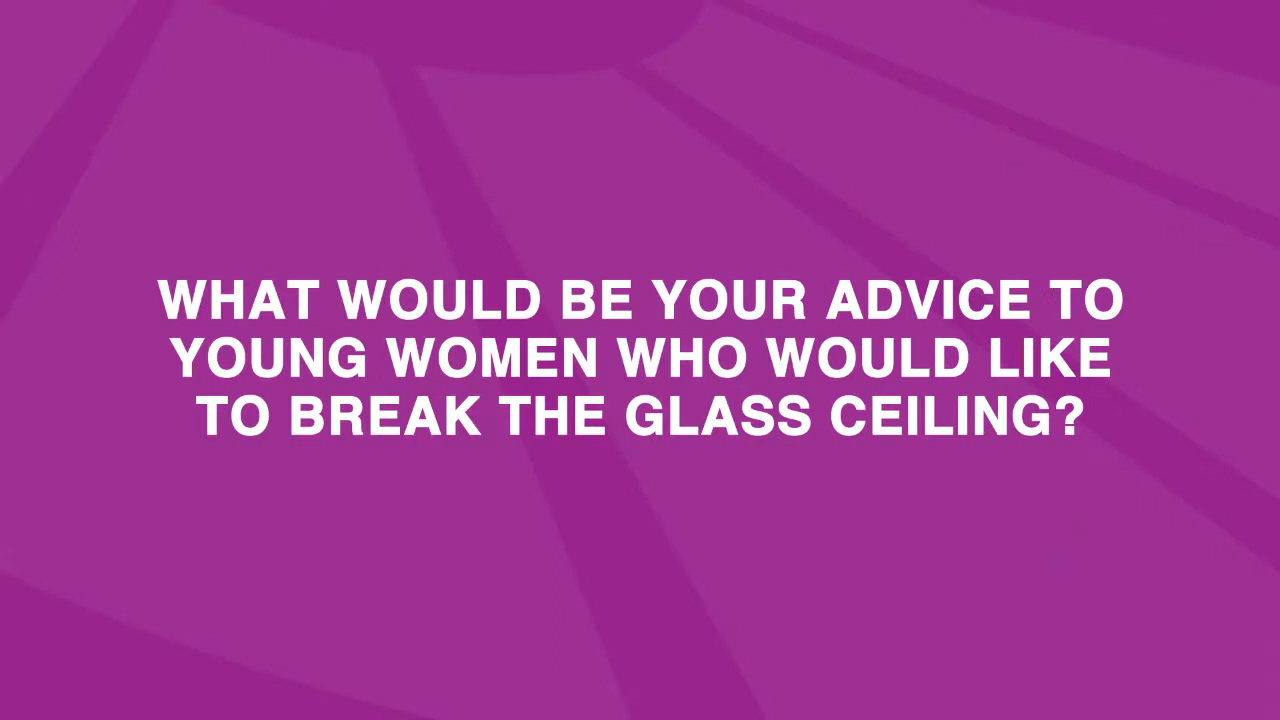 WHAT WOULD BE YOUR ADVICE TO
YOUNG WOMEN WHO WOULD LIKE
TO BREAK THE GLASS CEILING?